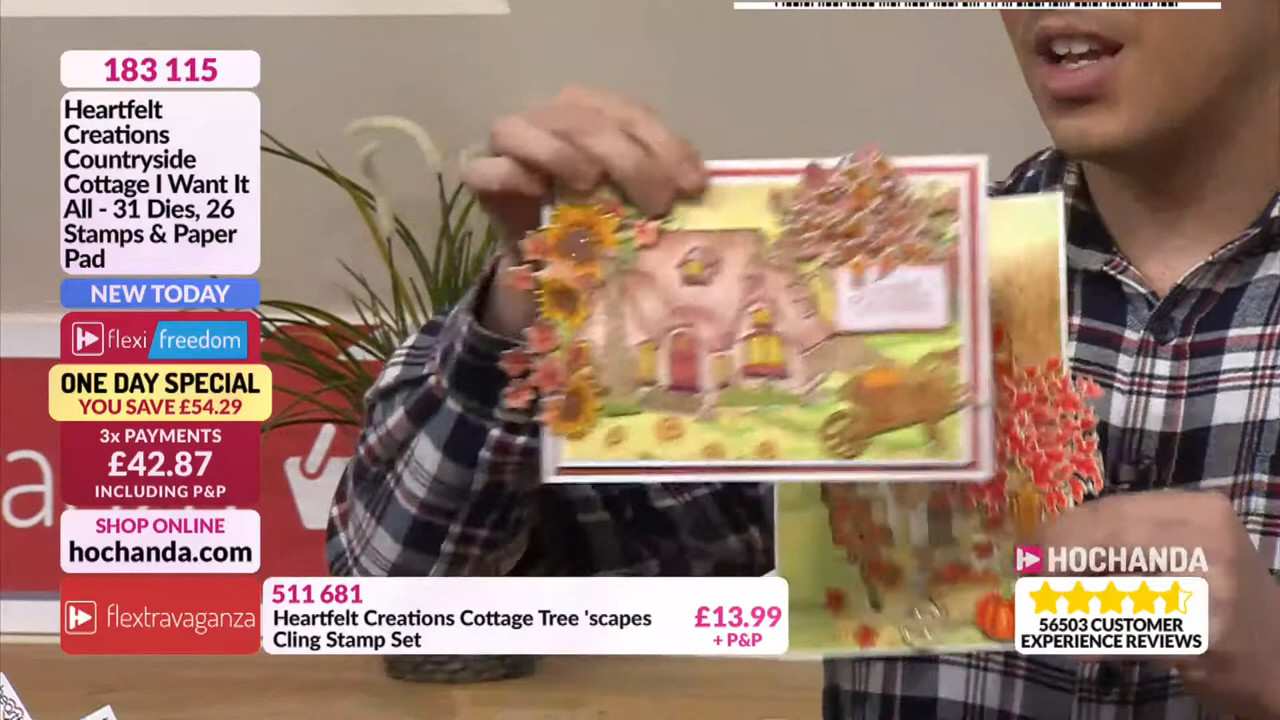 183 115
Heartfelt
Creations
Countryside
Cottage I Want It
All - 31 Dies, 26
Stamps & Paper
Pad
NEW TODAY
flexi freedom
ONE DAY SPECIAL
YOU SAVE £54.29
3x PAYMENTS
£42.87
INCLUDING P&P
SHOP ONLINE
hochanda.com
flextravaganza
511 681
Heartfelt Creations Cottage Tree 'scapes
Cling Stamp Set
£13.99
+ P&P
HOCHANDA
56503 CUSTOMER
EXPERIENCE REVIEWS